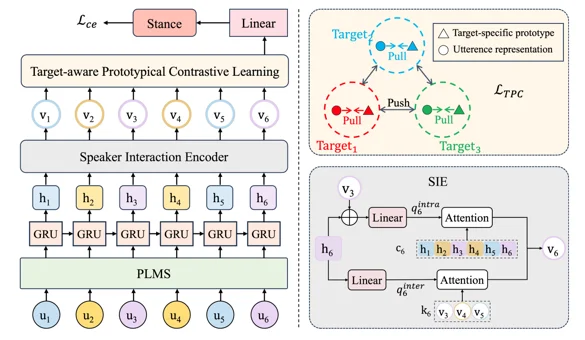 ℒce
Stance
Linear
Target-aware Prototypical Contrastive Learning
v1 v2 v3 v4 v5 v6
Speaker Interaction Encoder
h1 h2 h3 h4 h5 h6
GRU GRU GRU GRU GRU GRU
PLMS
u1 u2 u3 u4 u5 u6
Target
Pull
Target-specific prototype
Utterence representation
Pull
Push
Pull
ℒTPC
Target1
Target3
SIE
v3
q6intra
Linear
Attention
h6
c6 h1 h2 h3 h4 h5 h6
v6
Linear
q6inter
Attention
k6 v3 v4 v5